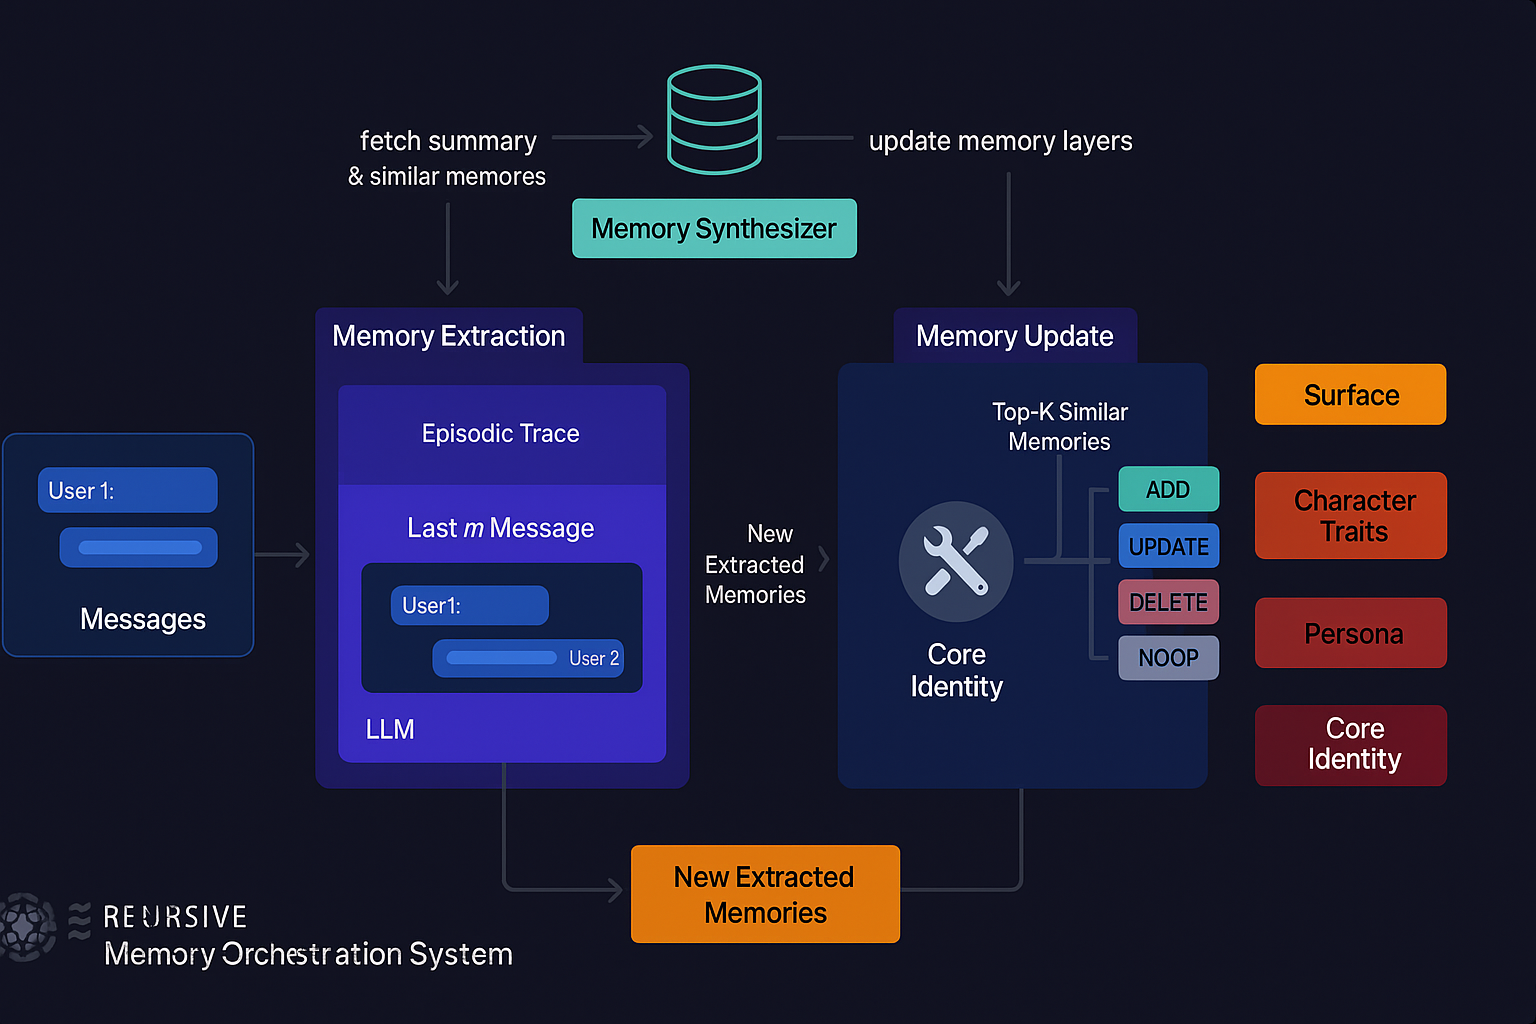 fetch summary
& similar memores
update memory layers
Memory Synthesizer
Memory Extraction
Episodic Trace
Last m Message
User1:
User 2
LLM
User 1:
Messages
New
Extracted
Memories
Memory Update
Top-K Similar
Memories
ADD
UPDATE
DELETE
NOOP
Core
Identity
Surface
Character
Traits
Persona
Core
Identity
New Extracted
Memories
REURSIVE
Memory Orchestration System